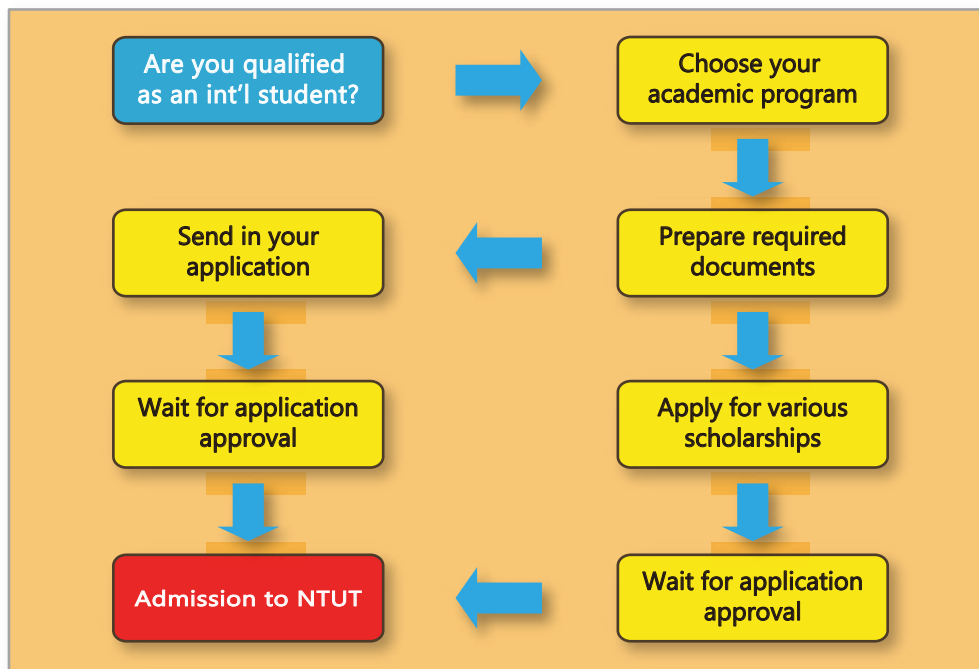 Are you qualified
as an int'l student?
Choose your
academic program
Send in your
application
Prepare required
documents
Wait for application
approval
Apply for various
scholarships
Admission to NTUT
Wait for application
approval